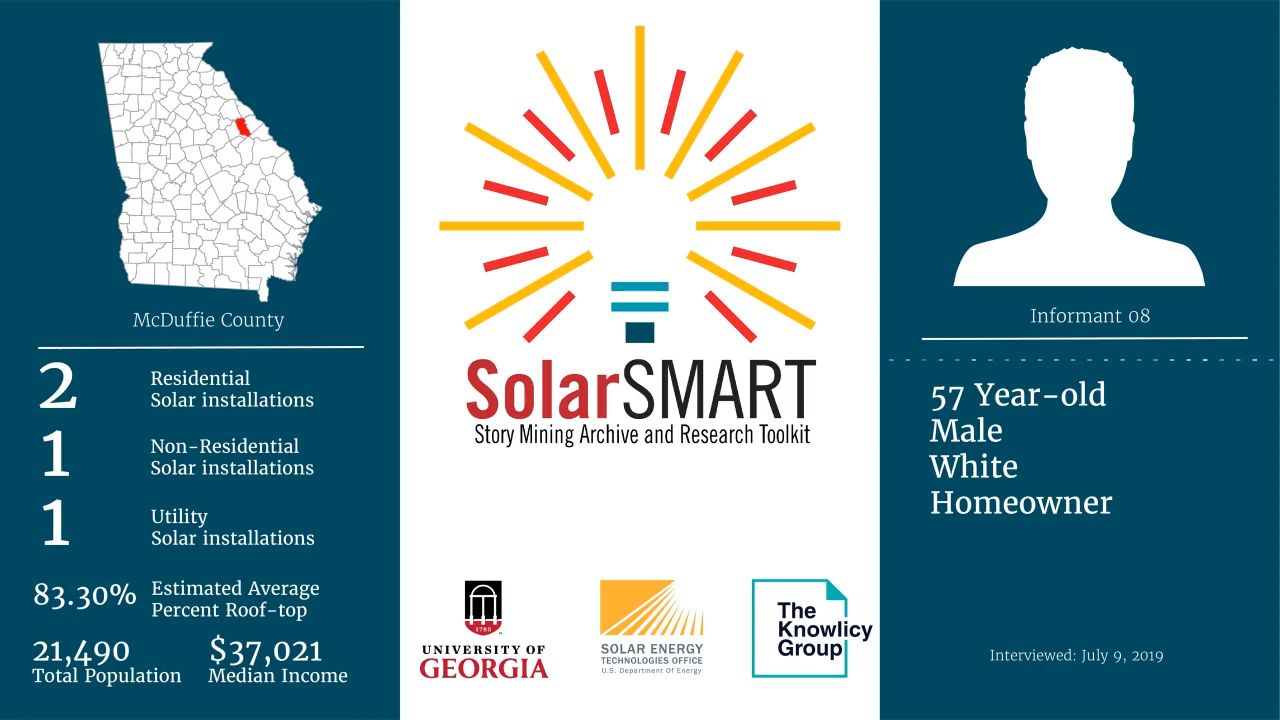 McDuffie County
2
Residential
Solar installations
1
Non-Residential
Solar installations
1
Utility
Solar installations
83.30%
Estimated Average
Percent Roof-top
21,490
Total Population
$37,021
Median Income
SolarSMART
Story Mining Archive and Research Toolkit
1785
UNIVERSITY OF
GEORGIA
SOLAR ENERGY
TECHNOLOGIES OFFICE
U.S. Department Of Energy
The
Knowlicy
Group
Informant 08
57 Year-old
Male
White
Homeowner
Interviewed: July 9, 2019